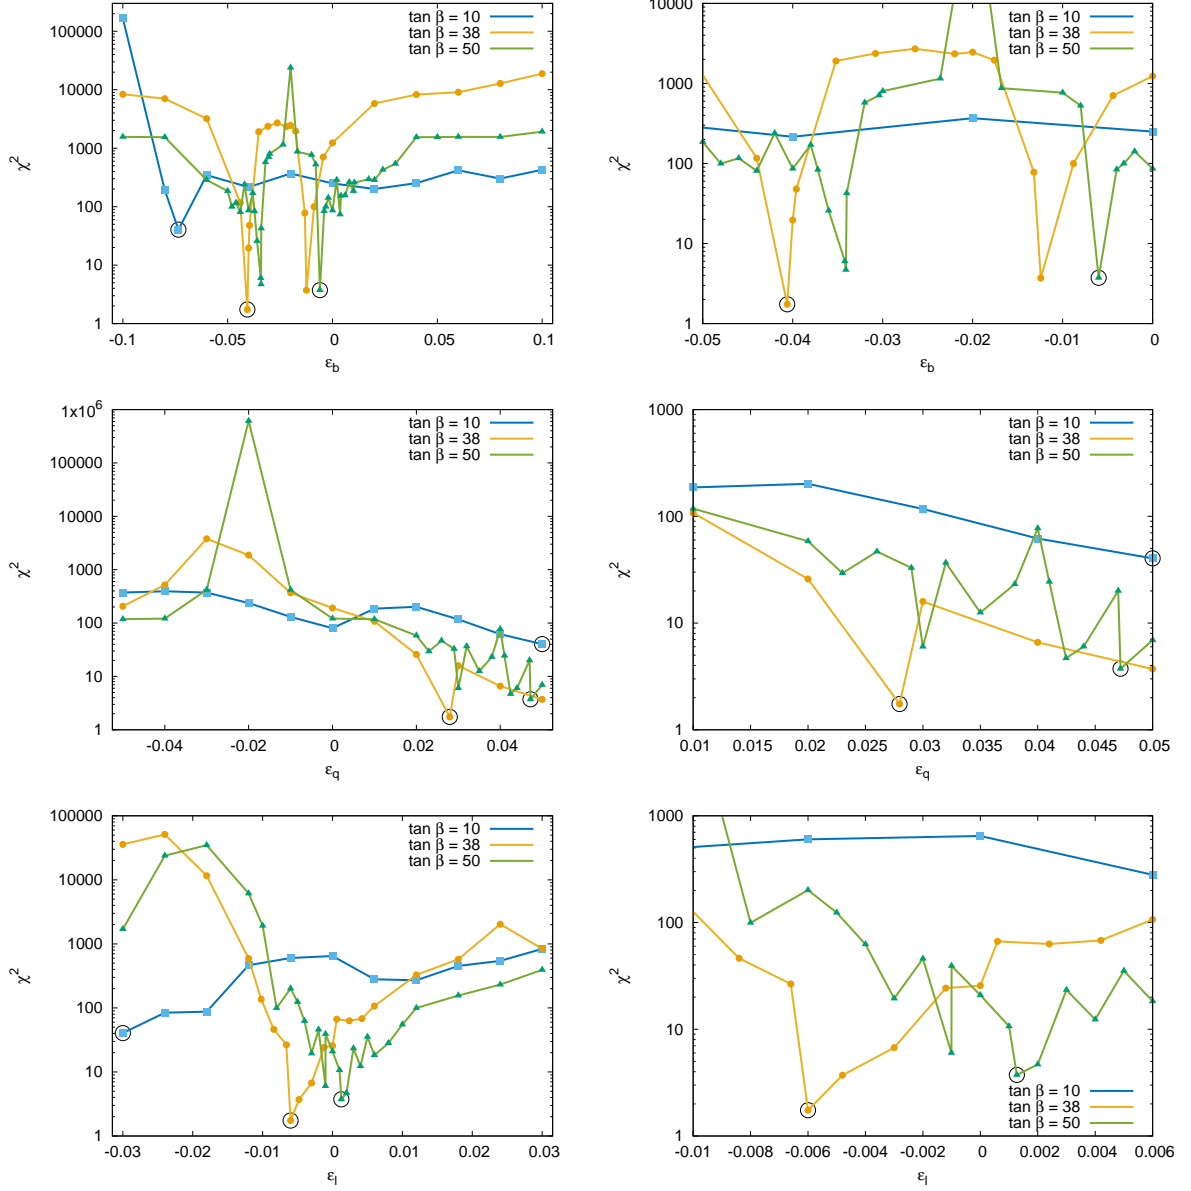 100000
10000
1000
100
10
1
χ²
-0.1
-0.05
0
0.05
0.1
ε_b
tan β = 10
tan β = 38
tan β = 50
10000
1000
100
10
1
χ²
-0.05
-0.04
-0.03
-0.02
-0.01
0
ε_b
tan β = 10
tan β = 38
tan β = 50
1x10⁶
100000
10000
1000
100
10
1
χ²
-0.04
-0.02
0
0.02
0.04
ε_q
tan β = 10
tan β = 38
tan β = 50
1000
100
10
1
χ²
0.01
0.015
0.02
0.025
0.03
0.035
0.04
0.045
0.05
ε_q
tan β = 10
tan β = 38
tan β = 50
100000
10000
1000
100
10
1
χ²
-0.03
-0.02
-0.01
0
0.01
0.02
0.03
ε_l
tan β = 10
tan β = 38
tan β = 50
1000
100
10
1
χ²
-0.01
-0.008
-0.006
-0.004
-0.002
0
0.002
0.004
0.006
ε_l
tan β = 10
tan β = 38
tan β = 50